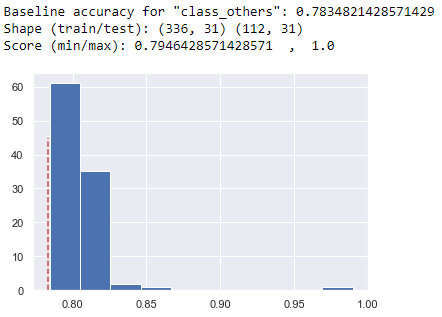 Baseline accuracy for "class_others": 0.7834821428571429
Shape (train/test): (336, 31) (112, 31)
Score (min/max): 0.7946428571428571  ,  1.0
60
50
40
30
20
10
0
0.80 0.85 0.90 0.95 1.00